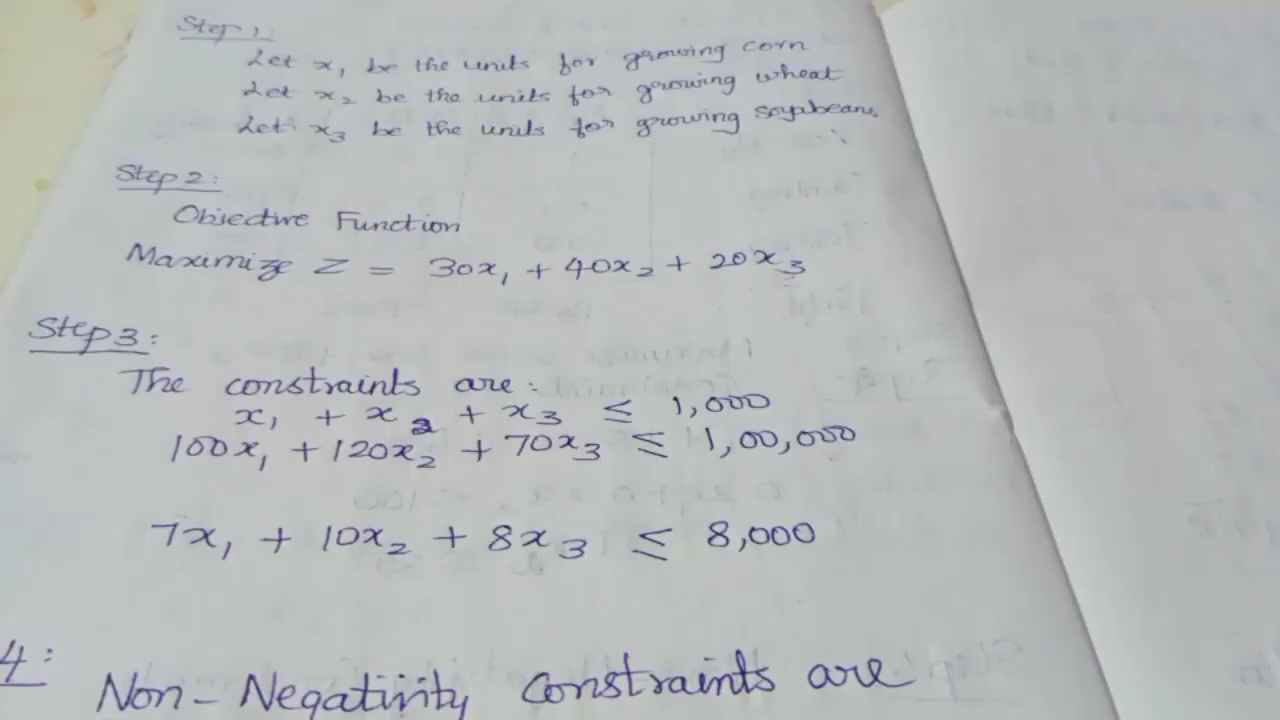 Step 1:
Let x₁ be the units for growing corn
Let x₂ be the units for growing wheat
Let x₃ be the units for growing soyabeans.
Step 2:
Objective Function
Maximize Z = 30x₁ + 40x₂ + 20x₃
Step 3:
The constraints are:
x₁ + x₂ + x₃ ≤ 1,000
100x₁ + 120x₂ + 70x₃ ≤ 1,00,000
7x₁ + 10x₂ + 8x₃ ≤ 8,000
4:
Non-Negativity constraints are